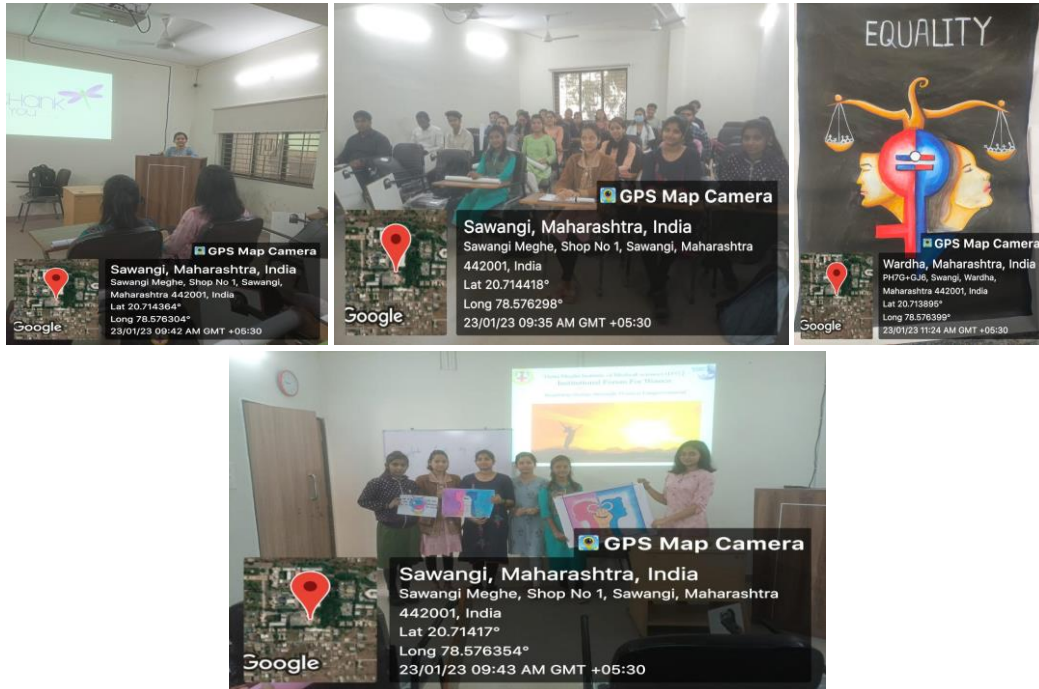 THANK
YOU
GPS Map Camera
Sawangi, Maharashtra, India
Sawangi Meghe, Shop No 1, Sawangi,
Maharashtra 442001, India
Lat 20.714364°
Long 78.576304°
23/01/23 09:42 AM GMT +05:30
Google
GPS Map Camera
Sawangi, Maharashtra, India
Sawangi Meghe, Shop No 1, Sawangi, Maharashtra
442001, India
Lat 20.714418°
Long 78.576298°
23/01/23 09:35 AM GMT +05:30
Google
EQUALITY
GPS Map Camera
Wardha, Maharashtra, India
PH7G+GJ6, Swangi, Wardha,
Maharashtra 442001, India
Lat 20.713895°
Long 78.576399°
23/01/23 11:24 AM GMT +05:30
Google
Institutional Forum For Women
GPS Map Camera
Sawangi, Maharashtra, India
Sawangi Meghe, Shop No 1, Sawangi, Maharashtra
442001, India
Lat 20.71417°
Long 78.576354°
23/01/23 09:43 AM GMT +05:30
Google